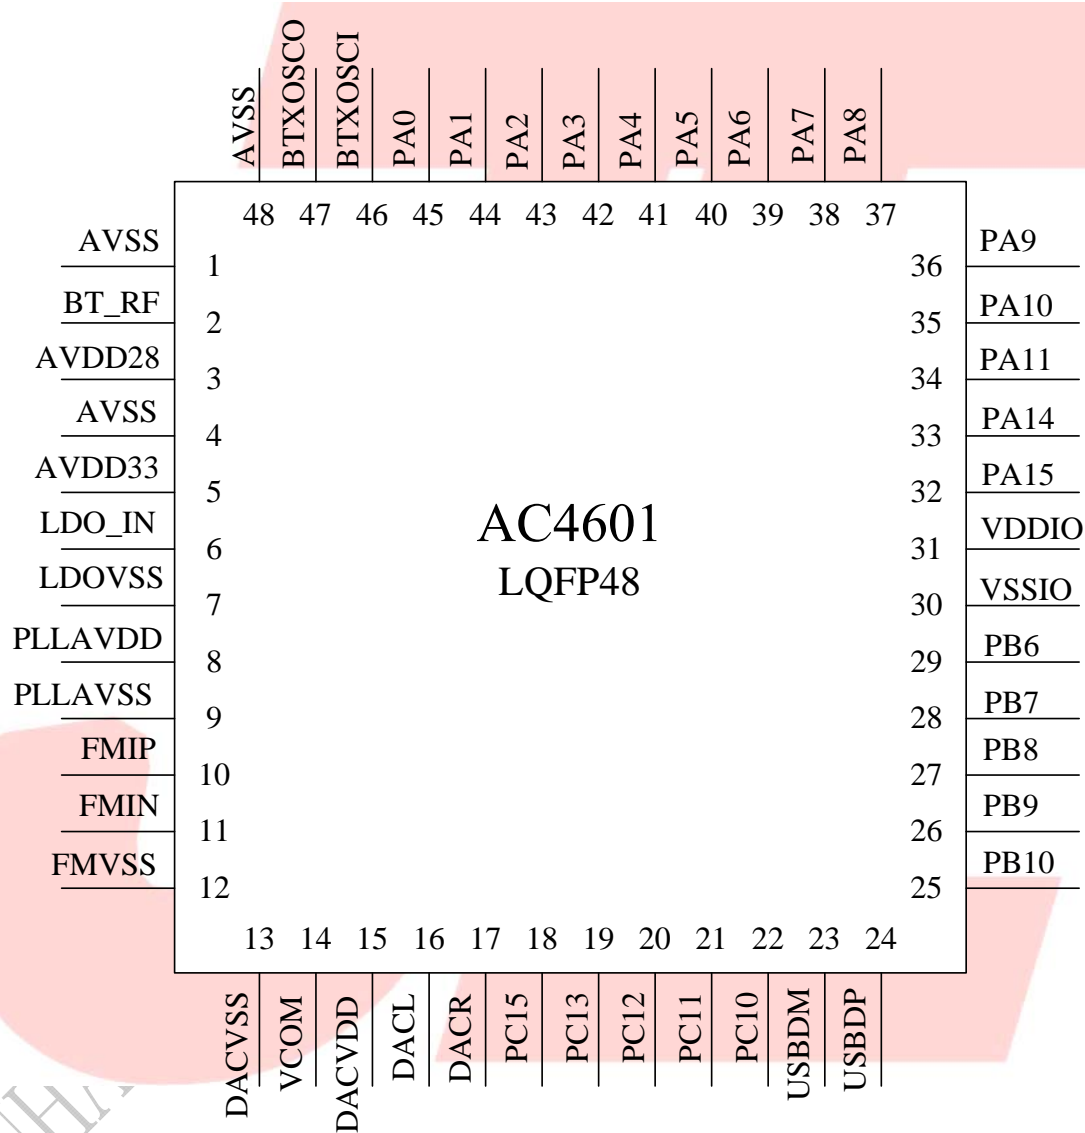 AVSS BTXOSCO BTXOSCI PA0 PA1 PA2 PA3 PA4 PA5 PA6 PA7 PA8
48 47 46 45 44 43 42 41 40 39 38 37
AVSS 1 36 PA9
BT_RF 2 35 PA10
AVDD28 3 34 PA11
AVSS 4 33 PA14
AVDD33 5 32 PA15
LDO_IN 6 31 VDDIO
LDOVSS 7 30 VSSIO
PLLAVDD 8 29 PB6
PLLAVSS 9 28 PB7
FMIP 10 27 PB8
FMIN 11 26 PB9
FMVSS 12 25 PB10
AC4601
LQFP48
13 14 15 16 17 18 19 20 21 22 23 24
DACVSS VCOM DACVDD DACL DACR PC15 PC13 PC12 PC11 PC10 USBDM USBDP